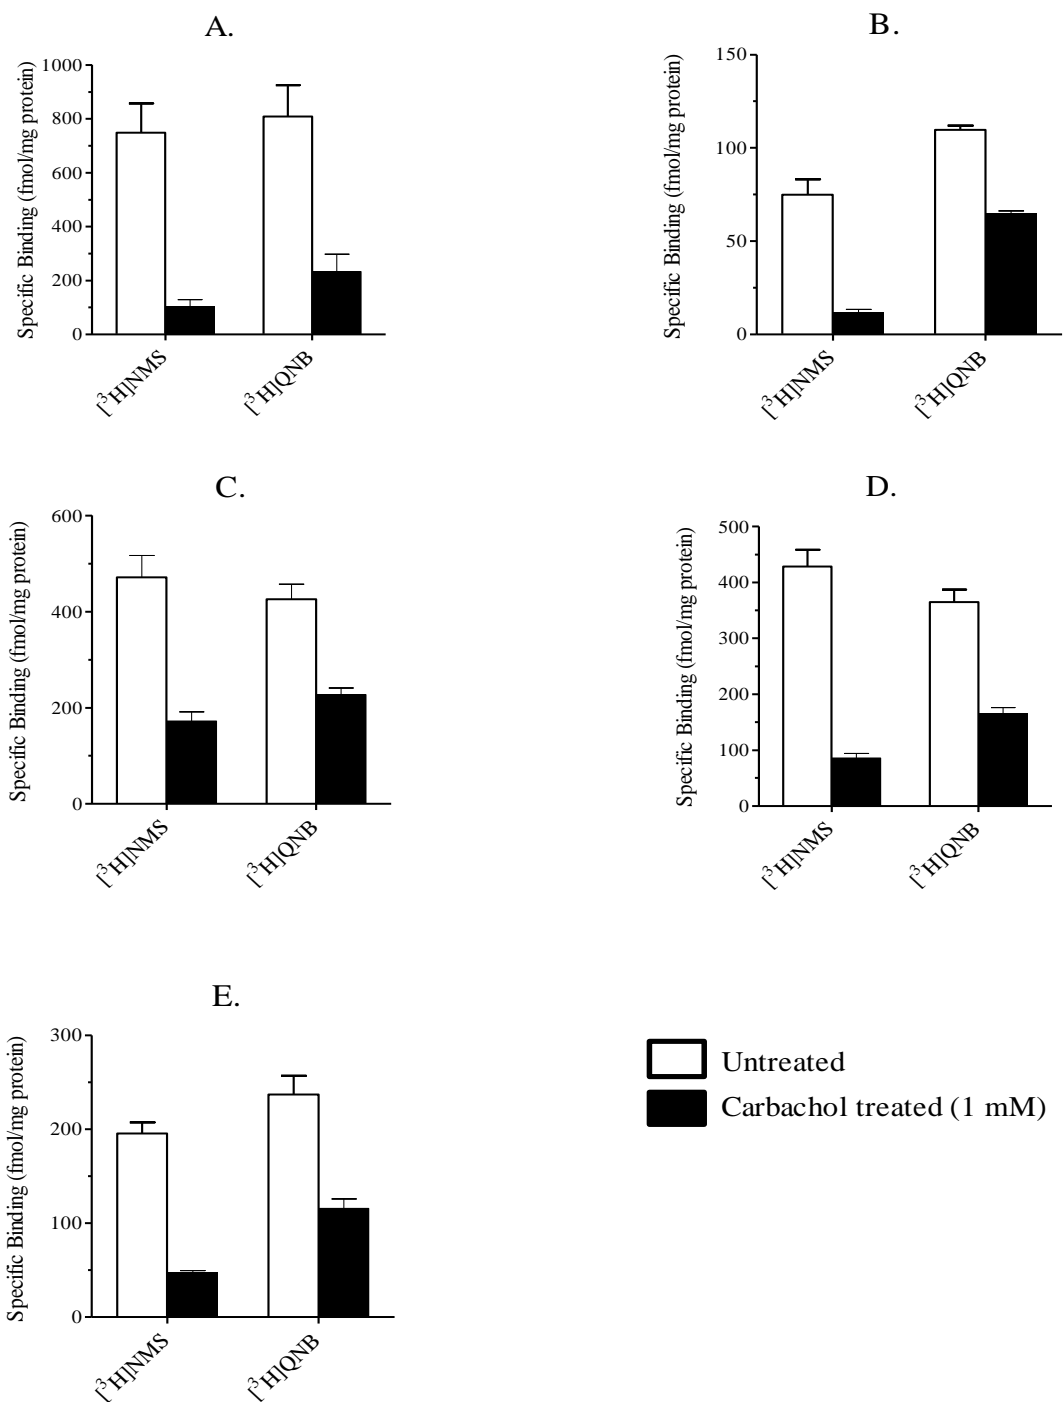 A.
Specific Binding (fmol/mg protein)
1000
800
600
400
200
0
[³H]NMS
[³H]QNB
B.
Specific Binding (fmol/mg protein)
150
100
50
0
[³H]NMS
[³H]QNB
C.
Specific Binding (fmol/mg protein)
600
400
200
0
[³H]NMS
[³H]QNB
D.
Specific Binding (fmol/mg protein)
500
400
300
200
100
0
[³H]NMS
[³H]QNB
E.
Specific Binding (fmol/mg protein)
300
200
100
0
[³H]NMS
[³H]QNB
Untreated
Carbachol treated (1 mM)